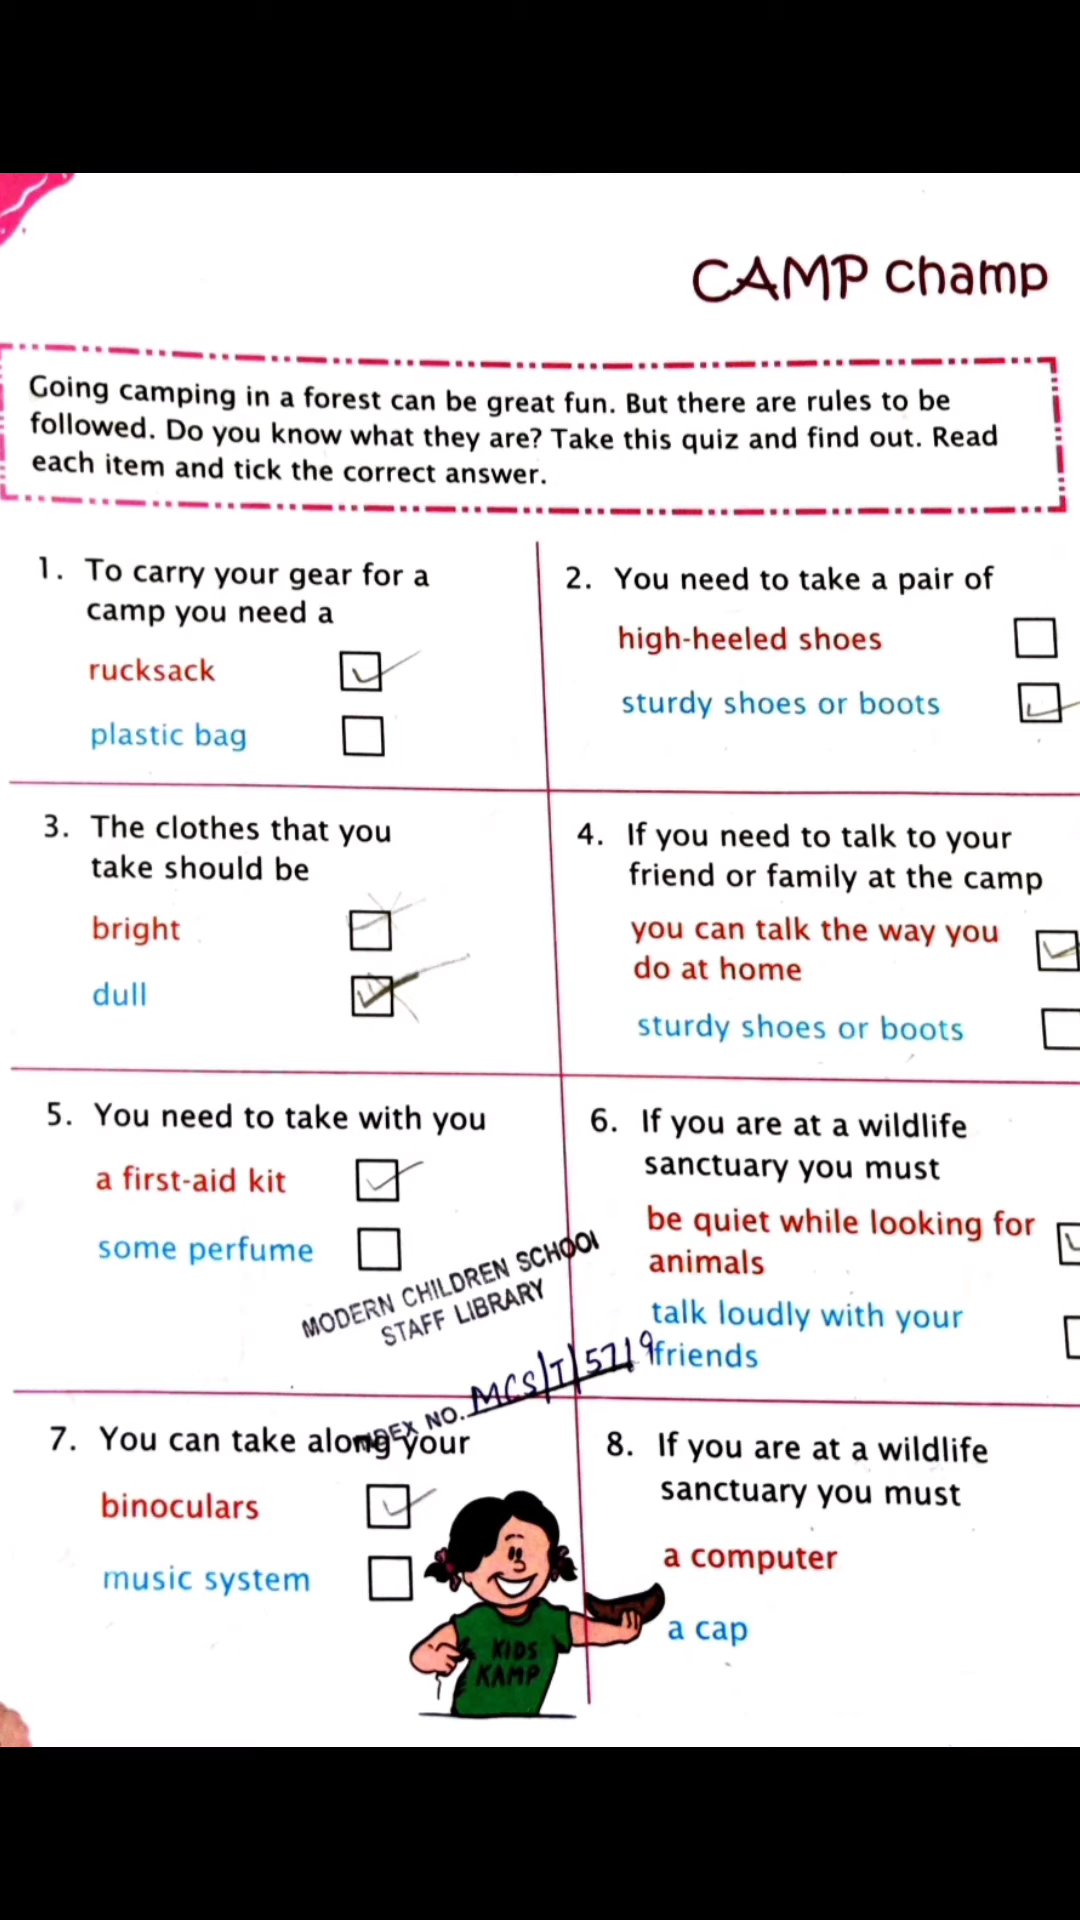 CAMP champ
Going camping in a forest can be great fun. But there are rules to be
followed. Do you know what they are? Take this quiz and find out. Read
each item and tick the correct answer.
1. To carry your gear for a
camp you need a
rucksack
plastic bag
2. You need to take a pair of
high-heeled shoes
sturdy shoes or boots
3. The clothes that you
take should be
bright
dull
4. If you need to talk to your
friend or family at the camp
you can talk the way you
do at home
sturdy shoes or boots
5. You need to take with you
a first-aid kit
some perfume
6. If you are at a wildlife
sanctuary you must
be quiet while looking for
animals
talk loudly with your
friends
MODERN CHILDREN SCHOOL
STAFF LIBRARY
INDEX NO. MCS/T/5719
7. You can take along your
binoculars
music system
8. If you are at a wildlife
sanctuary you must
a computer
a cap
KIDS
KAMP